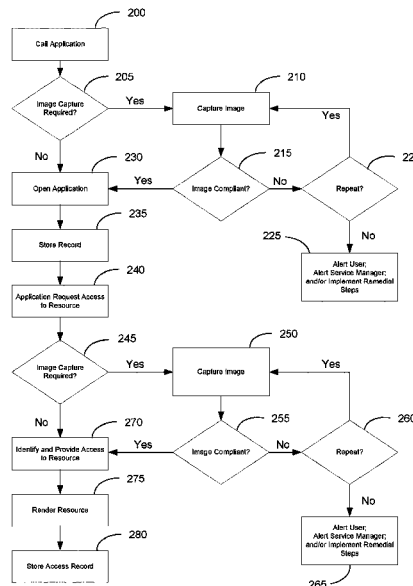 200
Call Application
205
210
Image Capture
Required?
Yes
Capture Image
Yes
No
230
215
22
Open Application
Yes
Image Compliant?
No
Repeat?
235
225
No
Store Record
Alert User;
Alert Service Manager;
and/or Implement Remedial
Steps
240
Application Request Access
to Resource
245
250
Image Capture
Required?
Yes
Capture Image
Yes
No
270
255
260
Identify and Provide Access
to Resource
Yes
Image Compliant?
No
Repeat?
275
No
Render Resource
280
Alert User;
Alert Service Manager;
and/or Implement Remedial
Steps
Store Access Record
265